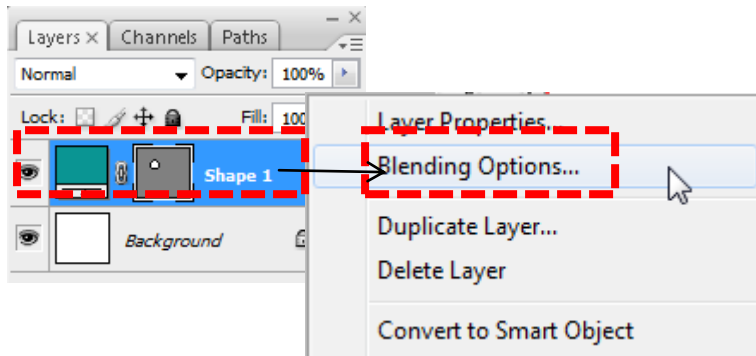 Layers × Channels Paths
Normal Opacity: 100%
Lock: Fill: 100
Shape 1
Background
Layer Properties...
Blending Options...
Duplicate Layer...
Delete Layer
Convert to Smart Object